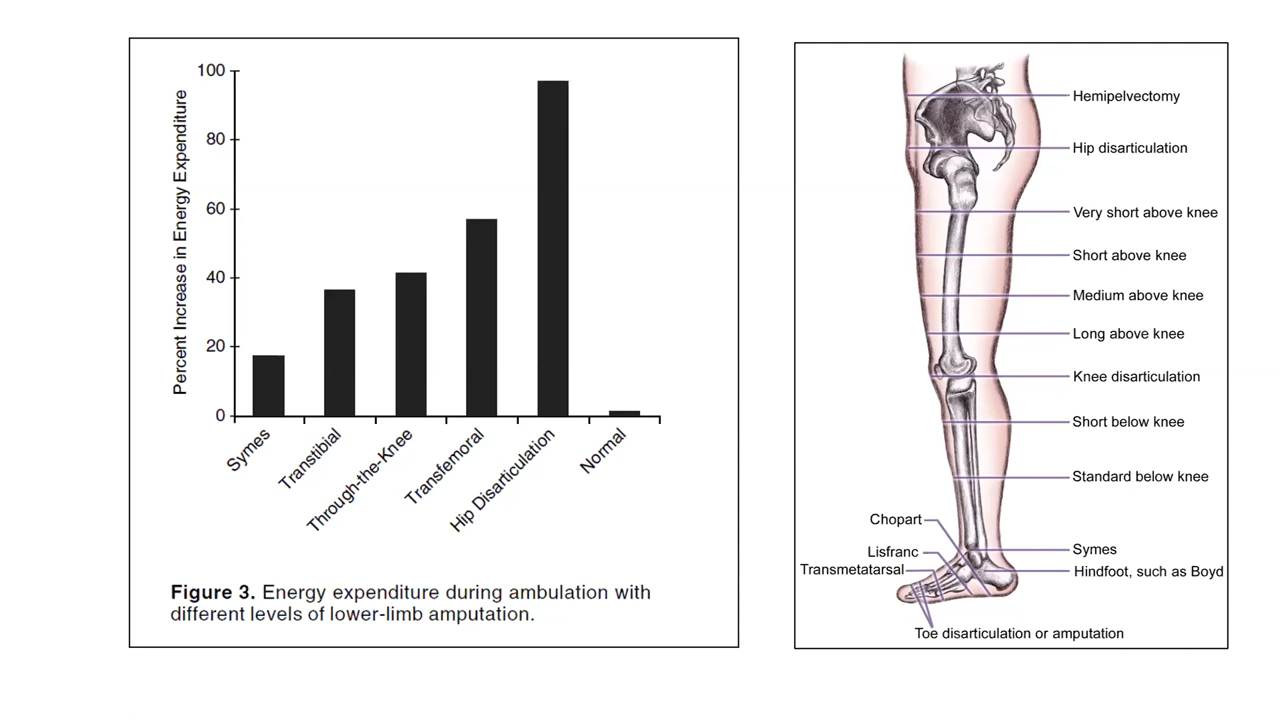 Percent Increase in Energy Expenditure
100
80
60
40
20
0
Symes
Transtibial
Through-the-Knee
Transfemoral
Hip Disarticulation
Normal
Figure 3. Energy expenditure during ambulation with
different levels of lower-limb amputation.
Hemipelvectomy
Hip disarticulation
Very short above knee
Short above knee
Medium above knee
Long above knee
Knee disarticulation
Short below knee
Standard below knee
Chopart
Lisfranc
Transmetatarsal
Symes
Hindfoot, such as Boyd
Toe disarticulation or amputation